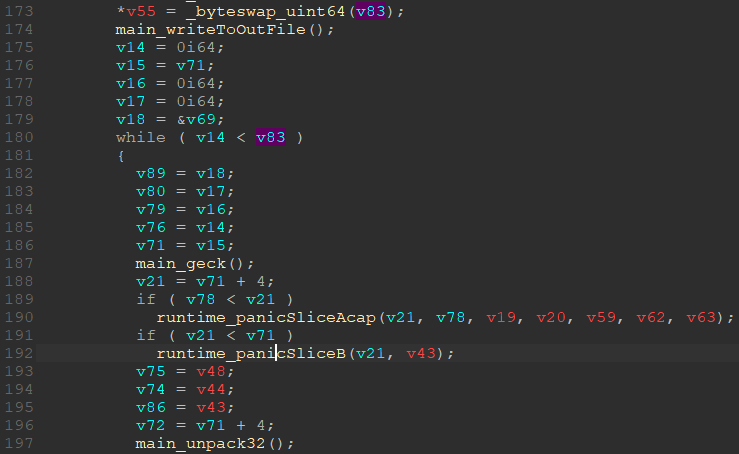 173 *v55 = _byteswap_uint64(v83);
174 main_writeToOutFile();
175 v14 = 0i64;
176 v15 = v71;
177 v16 = 0i64;
178 v17 = 0i64;
179 v18 = &v69;
180 while ( v14 < v83 )
181 {
182 v89 = v18;
183 v80 = v17;
184 v79 = v16;
185 v76 = v14;
186 v71 = v15;
187 main_geck();
188 v21 = v71 + 4;
189 if ( v78 < v21 )
190 runtime_panicSliceAcap(v21, v78, v19, v20, v59, v62, v63);
191 if ( v21 < v71 )
192 runtime_panicSliceB(v21, v43);
193 v75 = v48;
194 v74 = v44;
195 v86 = v43;
196 v72 = v71 + 4;
197 main_unpack32();